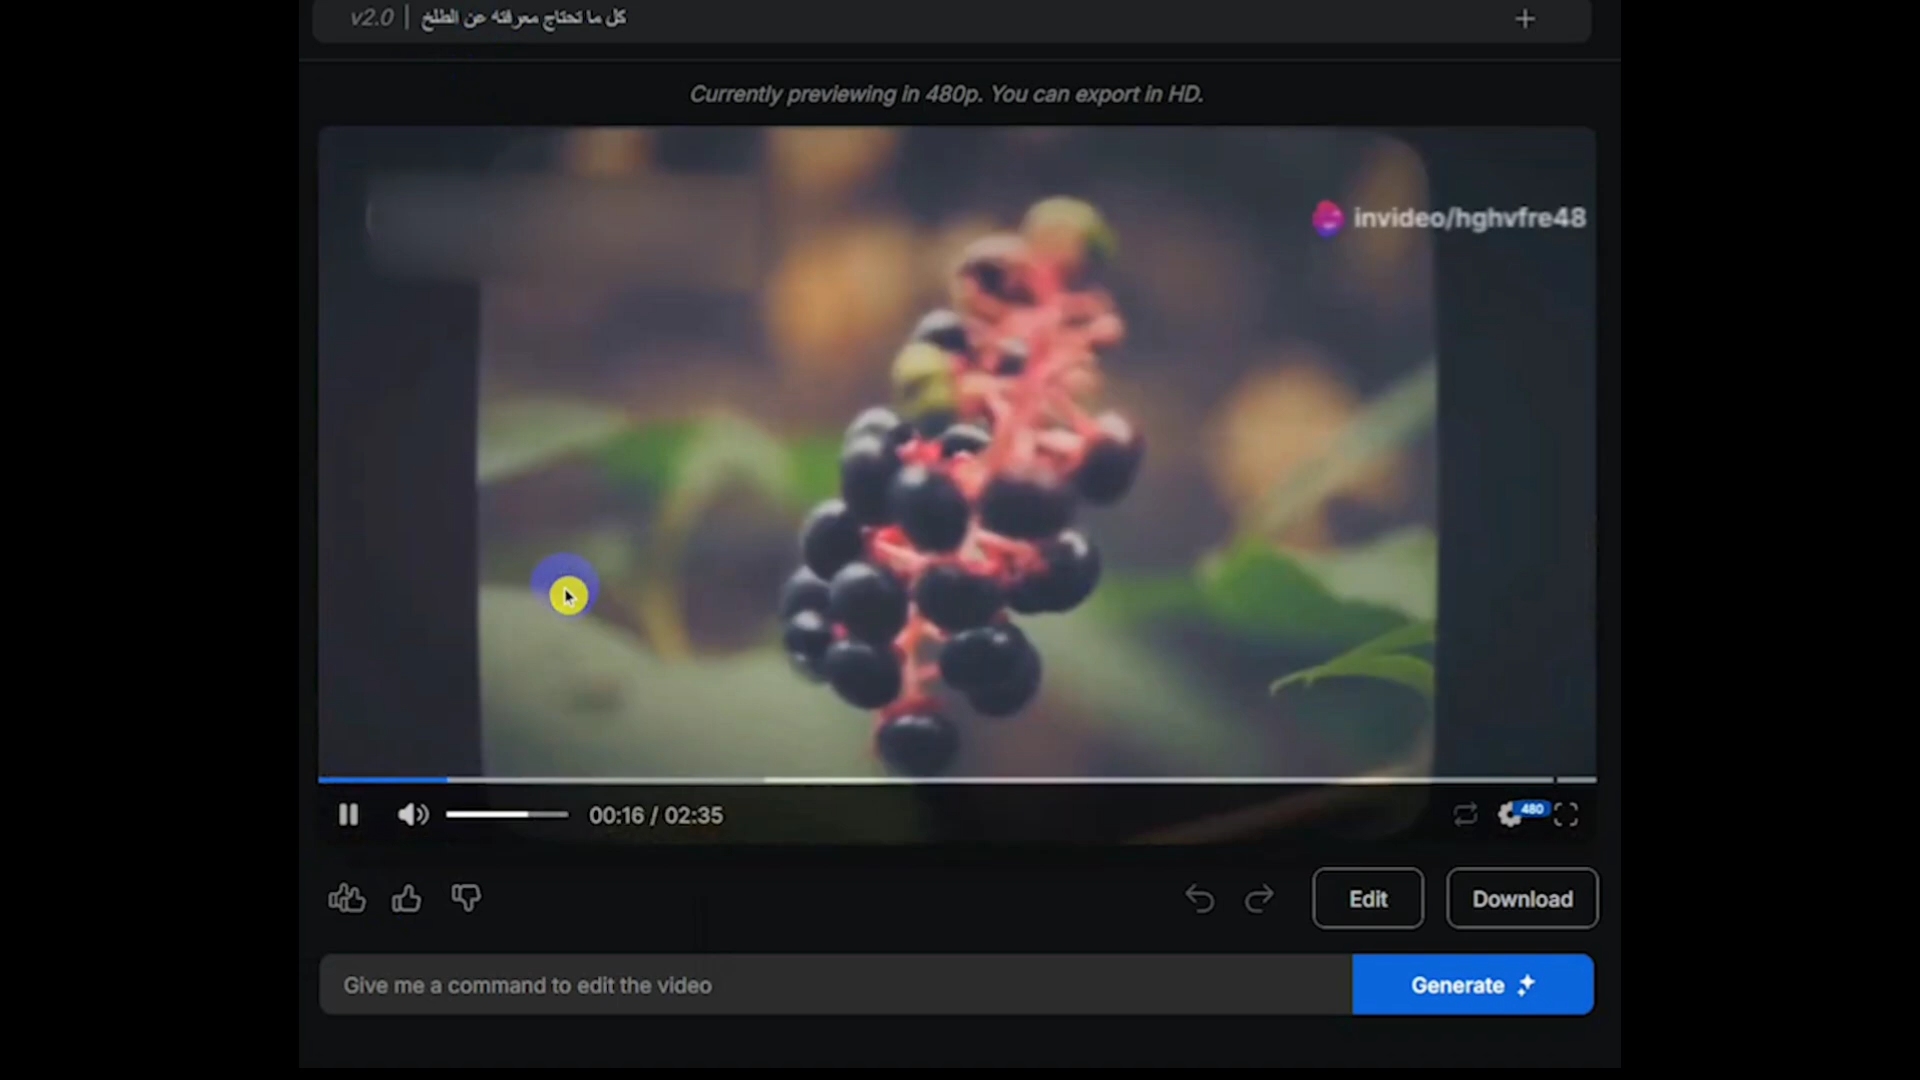 v2.0 | كل ما تحتاج معرفته عن الطلخ
Currently previewing in 480p. You can export in HD.
invideo/hghvfre48
00:16 / 02:35
480
Edit
Download
Give me a command to edit the video
Generate